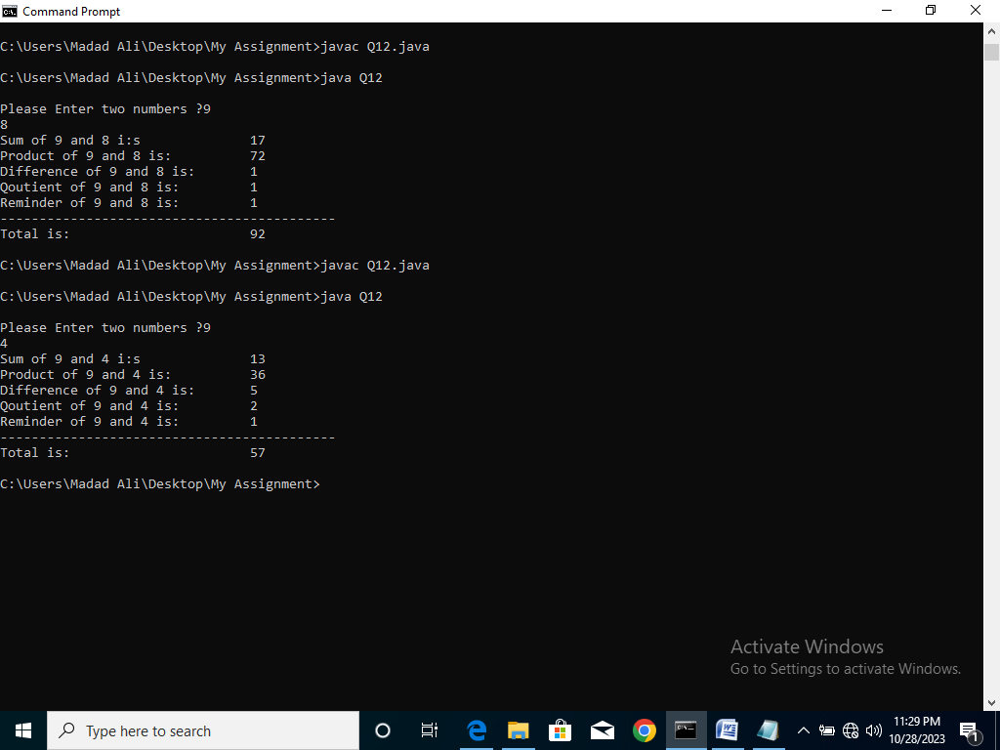 Command Prompt
C:\Users\Madad Ali\Desktop\My Assignment>javac Q12.java
C:\Users\Madad Ali\Desktop\My Assignment>java Q12
Please Enter two numbers ?9
8
Sum of 9 and 8 i:s 17
Product of 9 and 8 is: 72
Difference of 9 and 8 is: 1
Qoutient of 9 and 8 is: 1
Reminder of 9 and 8 is: 1
-------------------------------------------
Total is: 92
C:\Users\Madad Ali\Desktop\My Assignment>javac Q12.java
C:\Users\Madad Ali\Desktop\My Assignment>java Q12
Please Enter two numbers ?9
4
Sum of 9 and 4 i:s 13
Product of 9 and 4 is: 36
Difference of 9 and 4 is: 5
Qoutient of 9 and 4 is: 2
Reminder of 9 and 4 is: 1
-------------------------------------------
Total is: 57
C:\Users\Madad Ali\Desktop\My Assignment>
Activate Windows
Go to Settings to activate Windows.
Type here to search
11:29 PM
10/28/2023
1